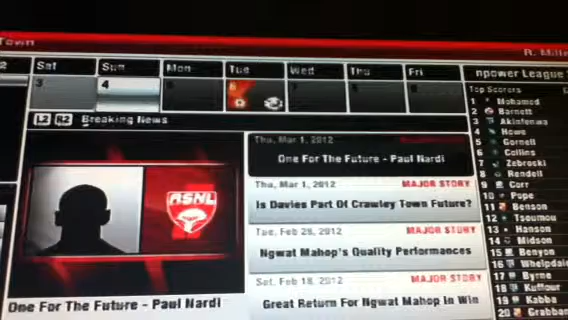 Town
R. Mill
Sat
Sun
Mon
Tue
Wed
Thu
Fri
npower League
3
4
5
6
7
8
Top Scorers
L2 R2 Breaking News
Thu, Mar 1, 2012
One For The Future - Paul Nardi
Thu, Mar 1, 2012 MAJOR STORY
Is Davies Part Of Crawley Town Future?
Tue, Feb 28, 2012 MAJOR STORY
Ngwat Mahop's Quality Performances
Sat, Feb 18, 2012 MAJOR STORY
Great Return For Ngwat Mahop In Win
ASNL
One For The Future - Paul Nardi
1 Mohamed
2 Barnett
3 Akinfenwa
4 Howe
5 Gornell
6 Collins
7 Zebroski
8 Rendell
9 Corr
10 Pope
11 Benson
12 Tsoumou
13 Hanson
14 Midson
15 Benyon
16 Whelpdale
17 Byrne
18 Kuffour
19 Kabba
20 Grabban